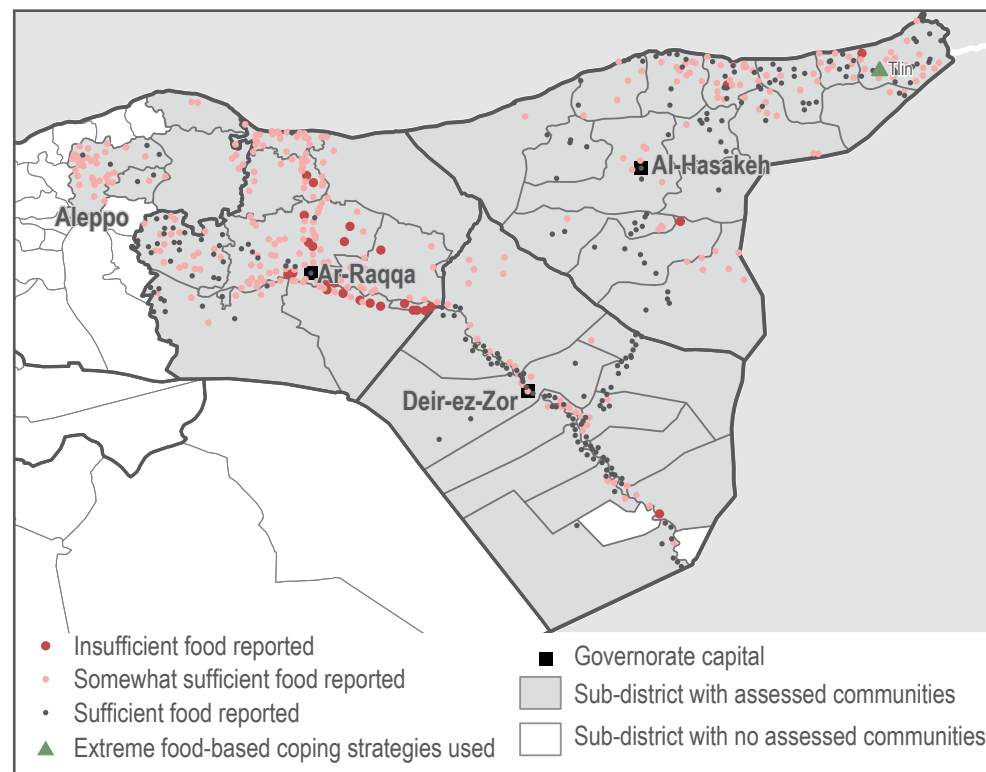 Tlin
Al-Hasakeh
Aleppo
Ar-Raqqa
Deir-ez-Zor
Insufficient food reported
Somewhat sufficient food reported
Sufficient food reported
Extreme food-based coping strategies used
Governorate capital
Sub-district with assessed communities
Sub-district with no assessed communities